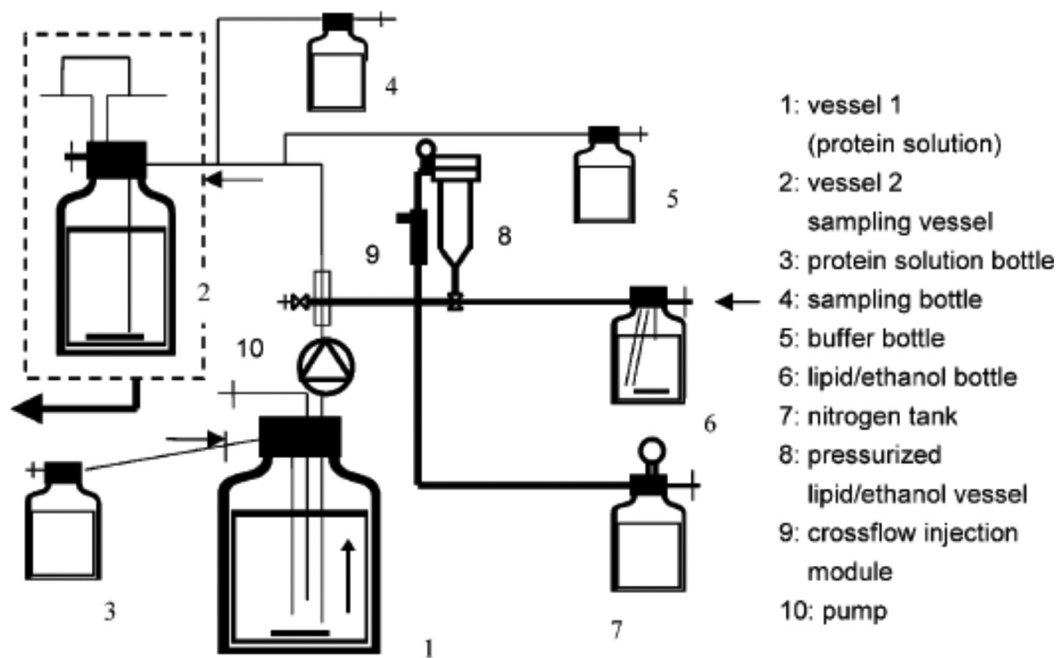 4
5
9
8
2
10
6
3
1
7
1: vessel 1
(protein solution)
2: vessel 2
sampling vessel
3: protein solution bottle
4: sampling bottle
5: buffer bottle
6: lipid/ethanol bottle
7: nitrogen tank
8: pressurized
lipid/ethanol vessel
9: crossflow injection
module
10: pump